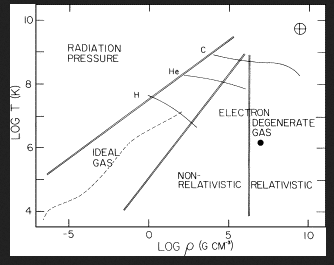 10
8
6
4
LOG T (K)
RADIATION
PRESSURE
C
He
H
ELECTRON
DEGENERATE
GAS
IDEAL
GAS
NON-
RELATIVISTIC
RELATIVISTIC
-5
0
5
10
LOG ρ (G CM⁻³)